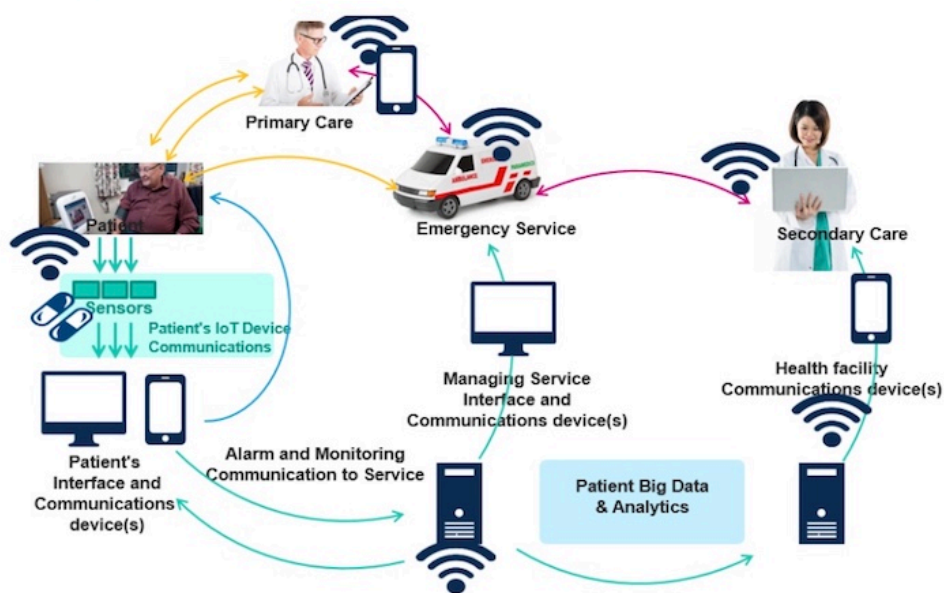 Primary Care
AMBULANCE
PARAMEDICS
Emergency Service
Secondary Care
Patient
Sensors
Patient's IoT Device
Communications
Managing Service
Interface and
Communications device(s)
Health facility
Communications device(s)
Patient's
Interface and
Communications
device(s)
Alarm and Monitoring
Communication to Service
Patient Big Data
& Analytics